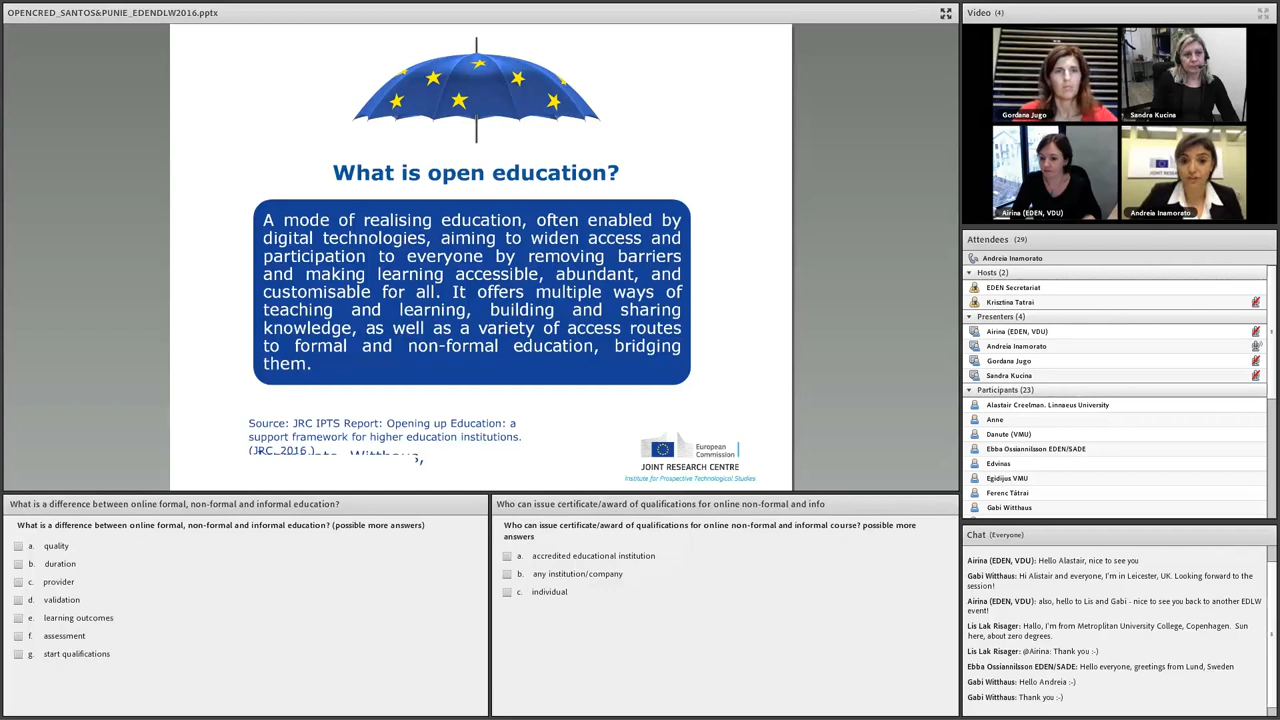 OPENCRED_SANTOS&PUNIE_EDENDLW2016.pptx
What is open education?
A mode of realising education, often enabled by
digital technologies, aiming to widen access and
participation to everyone by removing barriers
and making learning accessible, abundant, and
customisable for all. It offers multiple ways of
teaching and learning, building and sharing
knowledge, as well as a variety of access routes
to formal and non-formal education, bridging
them.
Source: JRC IPTS Report: Opening up Education: a
support framework for higher education institutions.
(JRC, 2016 )
Witthaus,
European
Commission
JOINT RESEARCH CENTRE
Institute for Prospective Technological Studies
What is a difference between online formal, non-formal and informal education?
What is a difference between online formal, non-formal and informal education? (possible more answers)
a. quality
b. duration
c. provider
d. validation
e. learning outcomes
f. assessment
g. start qualifications
Who can issue certificate/award of qualifications for online non-formal and info
Who can issue certificate/award of qualifications for online non-formal and informal course? possible more
answers
a. accredited educational institution
b. any institution/company
c. individual
Video (4)
Gordana Jugo
Sandra Kucina
Airina (EDEN, VDU)
JOINT RESEAR
Andreia Inamorato
Attendees (29)
Andreia Inamorato
Hosts (2)
EDEN Secretariat
Krisztina Tatrai
Presenters (4)
Airina (EDEN, VDU)
Andreia Inamorato
Gordana Jugo
Sandra Kucina
Participants (23)
Alastair Creelman. Linnaeus University
Anne
Danute (VMU)
Ebba Ossiannilsson EDEN/SADE
Edvinas
Egidijus VMU
Ferenc Tátrai
Gabi Witthaus
Chat (Everyone)
Airina (EDEN, VDU): Hello Alastair, nice to see you
Gabi Witthaus: Hi Alistair and everyone, I'm in Leicester, UK. Looking forward to the
session!
Airina (EDEN, VDU): also, hello to Lis and Gabi - nice to see you back to another EDLW
event!
Lis Lak Risager: Hallo, I'm from Metroplitan University College, Copenhagen. Sun
here, about zero degrees.
Lis Lak Risager: @Airina: Thank you :-)
Ebba Ossiannilsson EDEN/SADE: Hello everyone, greetings from Lund, Sweden
Gabi Witthaus: Hello Andreia :-)
Gabi Witthaus: Thank you :-)